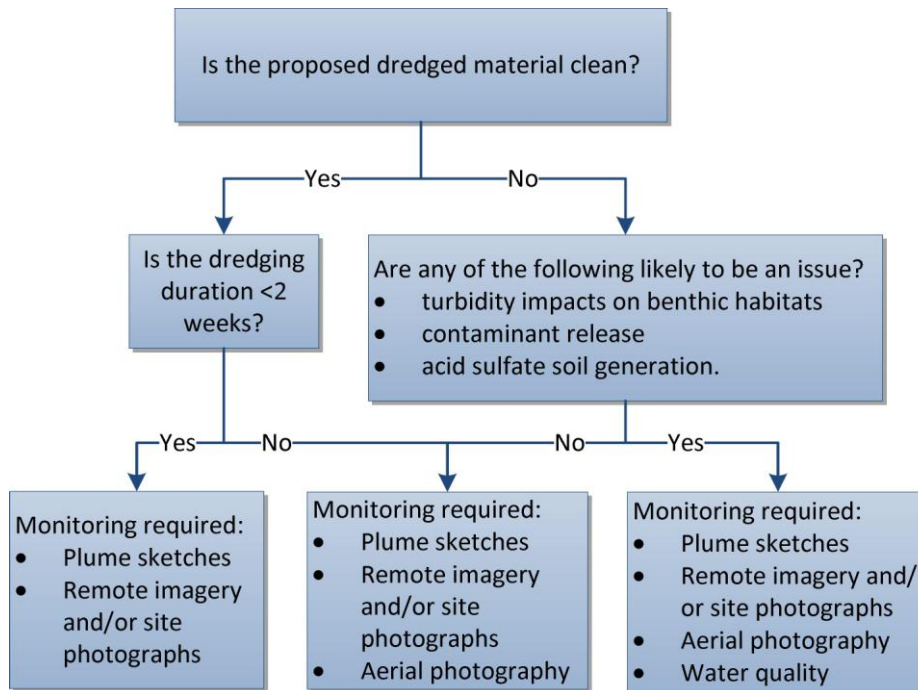 Is the proposed dredged material clean?
Yes
No
Is the dredging
duration <2
weeks?
Are any of the following likely to be an issue?
• turbidity impacts on benthic habitats
• contaminant release
• acid sulfate soil generation.
Yes
No
No
Yes
Monitoring required:
• Plume sketches
• Remote imagery
and/or site
photographs
Monitoring required:
• Plume sketches
• Remote imagery
and/or site
photographs
• Aerial photography
Monitoring required:
• Plume sketches
• Remote imagery and/
or site photographs
• Aerial photography
• Water quality